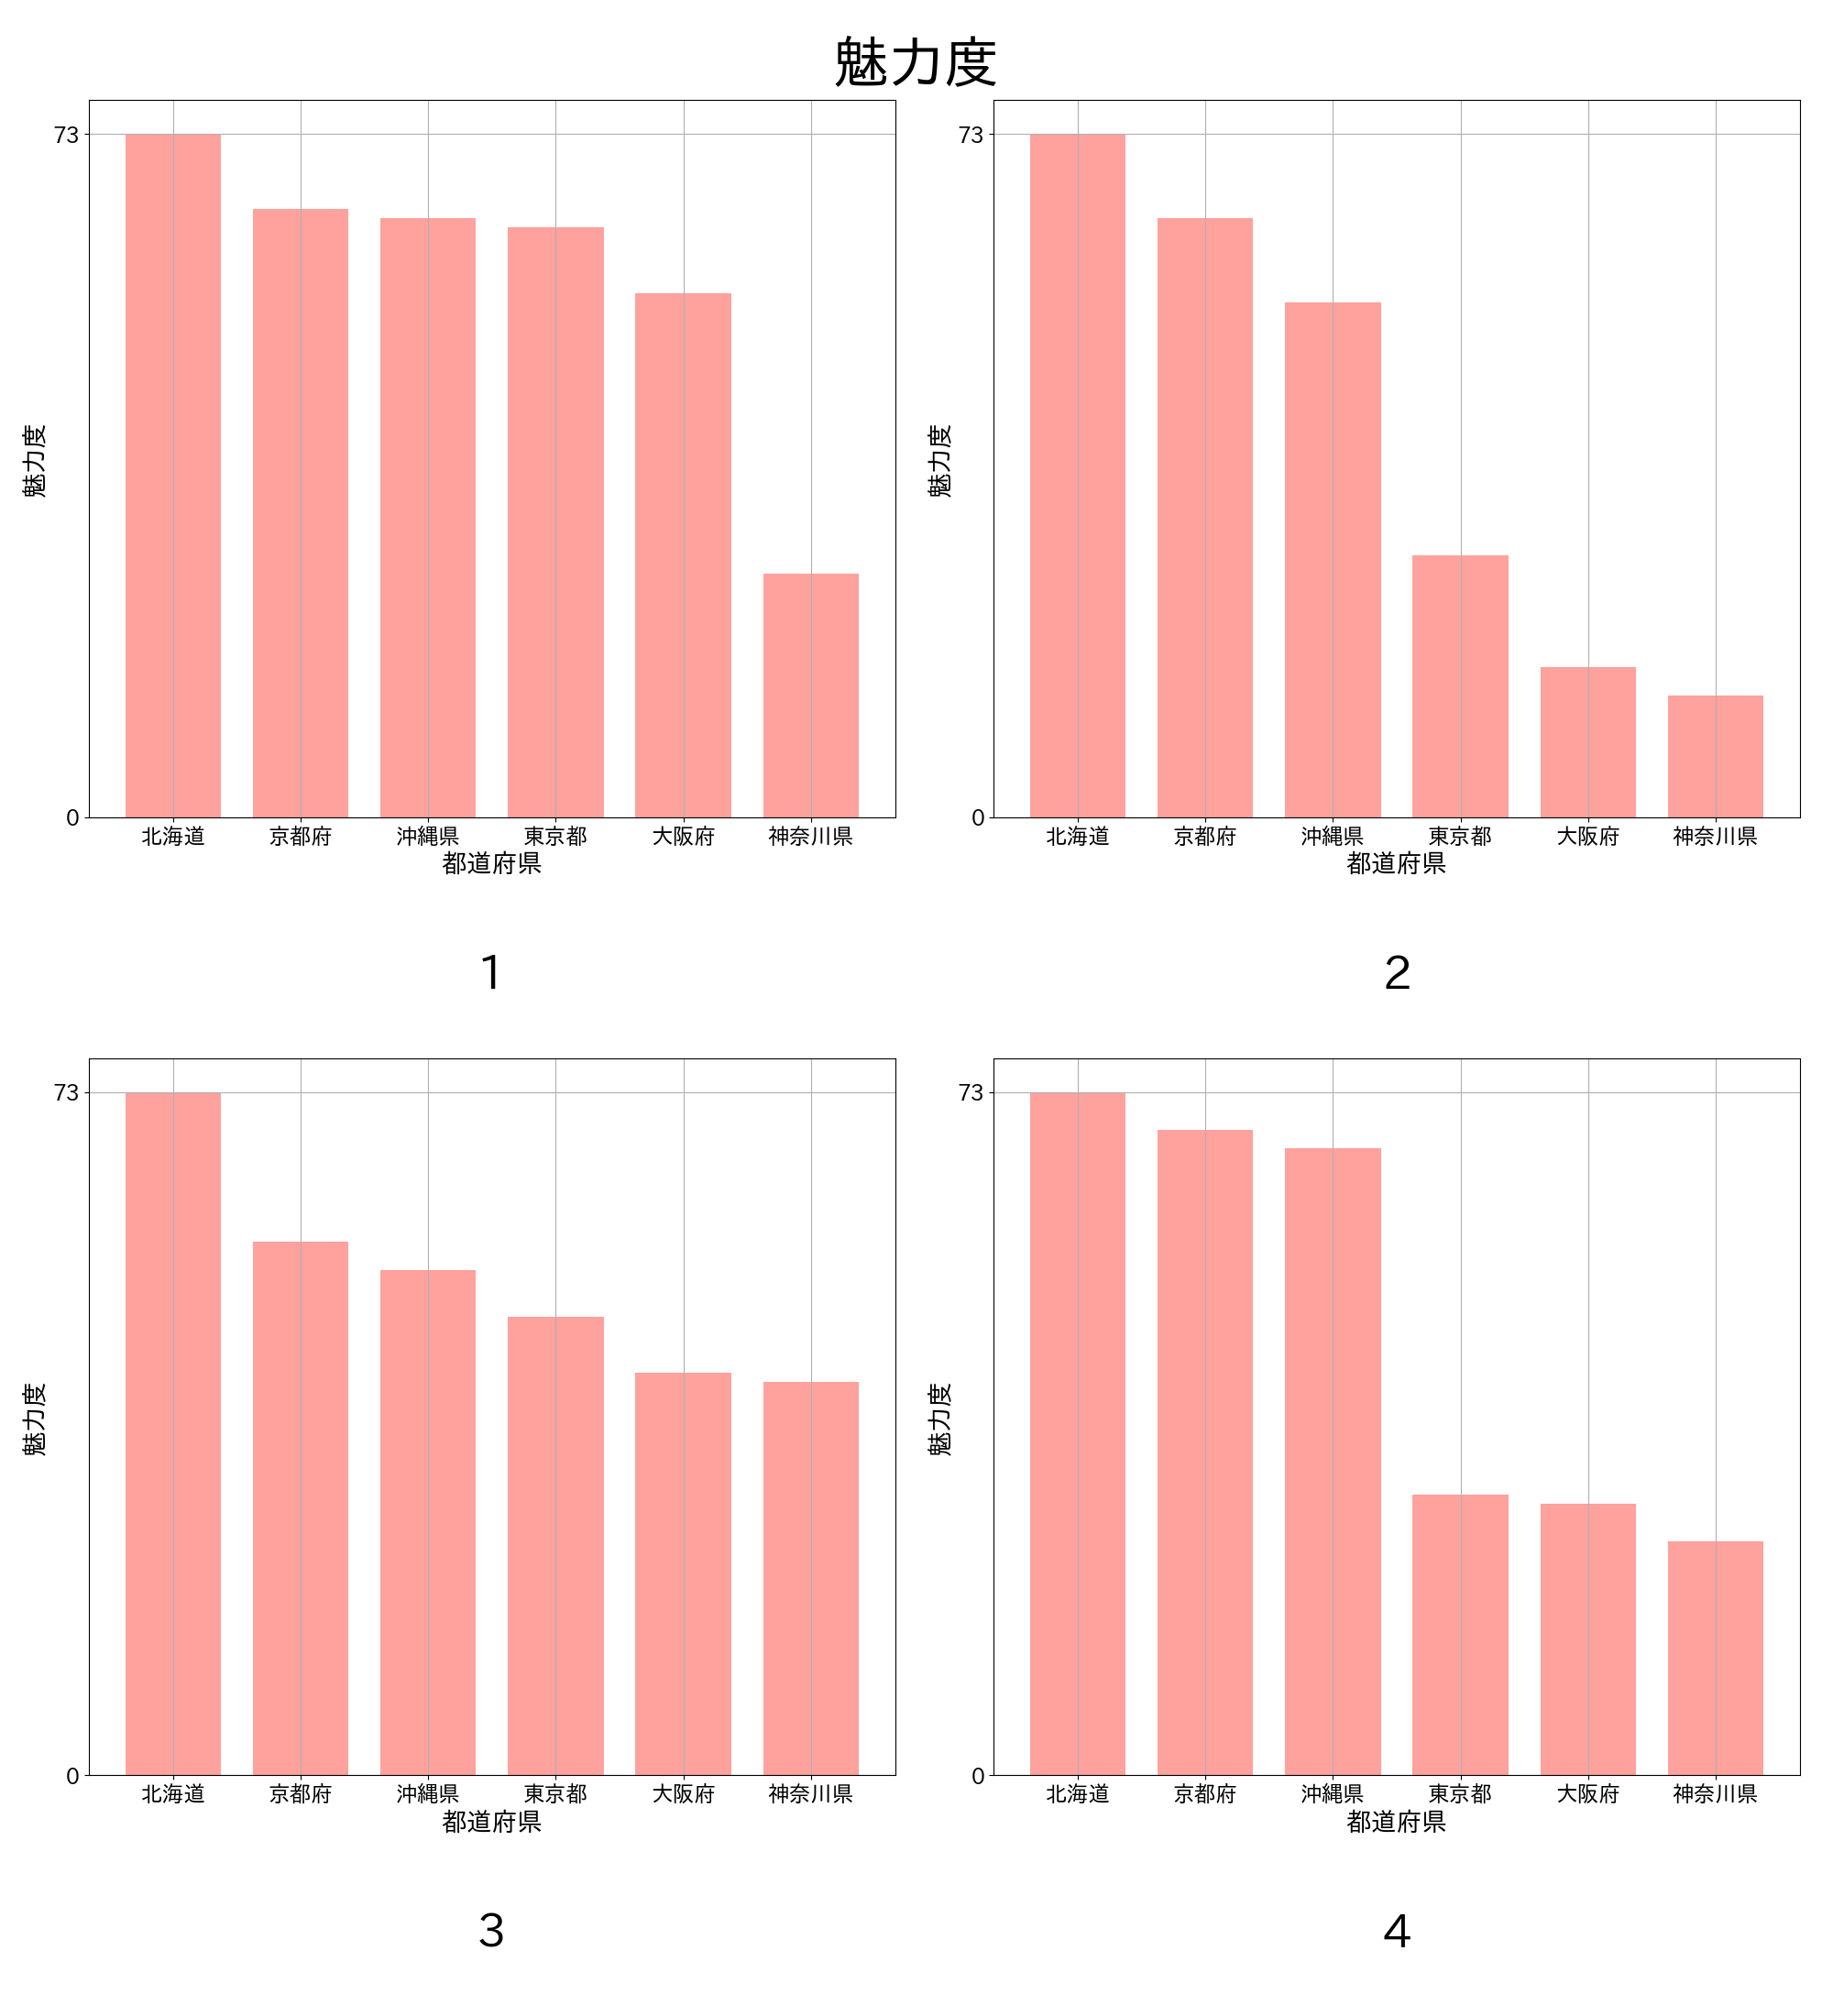 魅力度
73
0
魅力度
北海道 京都府 沖縄県 東京都 大阪府 神奈川県
都道府県
1
73
0
魅力度
北海道 京都府 沖縄県 東京都 大阪府 神奈川県
都道府県
2
73
0
魅力度
北海道 京都府 沖縄県 東京都 大阪府 神奈川県
都道府県
3
73
0
魅力度
北海道 京都府 沖縄県 東京都 大阪府 神奈川県
都道府県
4